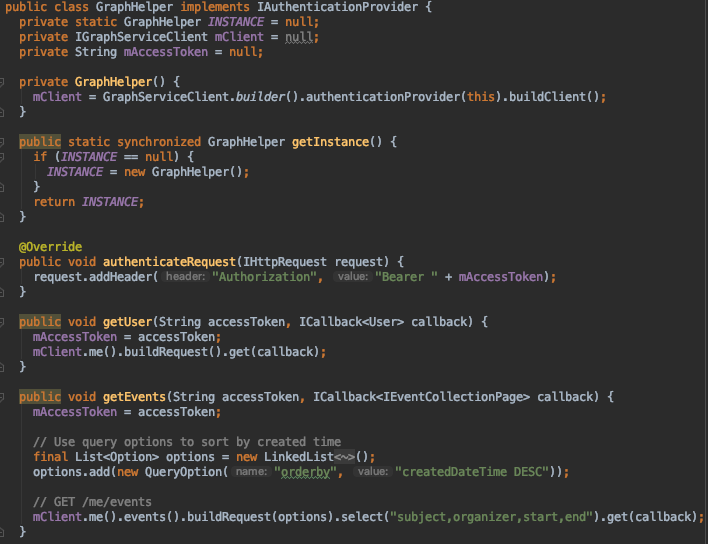 public class GraphHelper implements IAuthenticationProvider {
private static GraphHelper INSTANCE = null;
private IGraphServiceClient mClient = null;
private String mAccessToken = null;
private GraphHelper() {
mClient = GraphServiceClient.builder().authenticationProvider(this).buildClient();
}
public static synchronized GraphHelper getInstance() {
if (INSTANCE == null) {
INSTANCE = new GraphHelper();
}
return INSTANCE;
}
@Override
public void authenticateRequest(IHttpRequest request) {
request.addHeader( header: "Authorization", value: "Bearer " + mAccessToken);
}
public void getUser(String accessToken, ICallback<User> callback) {
mAccessToken = accessToken;
mClient.me().buildRequest().get(callback);
}
public void getEvents(String accessToken, ICallback<IEventCollectionPage> callback) {
mAccessToken = accessToken;
// Use query options to sort by created time
final List<Option> options = new LinkedList<~>();
options.add(new QueryOption( name: "orderby", value: "createdDateTime DESC"));
// GET /me/events
mClient.me().events().buildRequest(options).select("subject,organizer,start,end").get(callback);
}